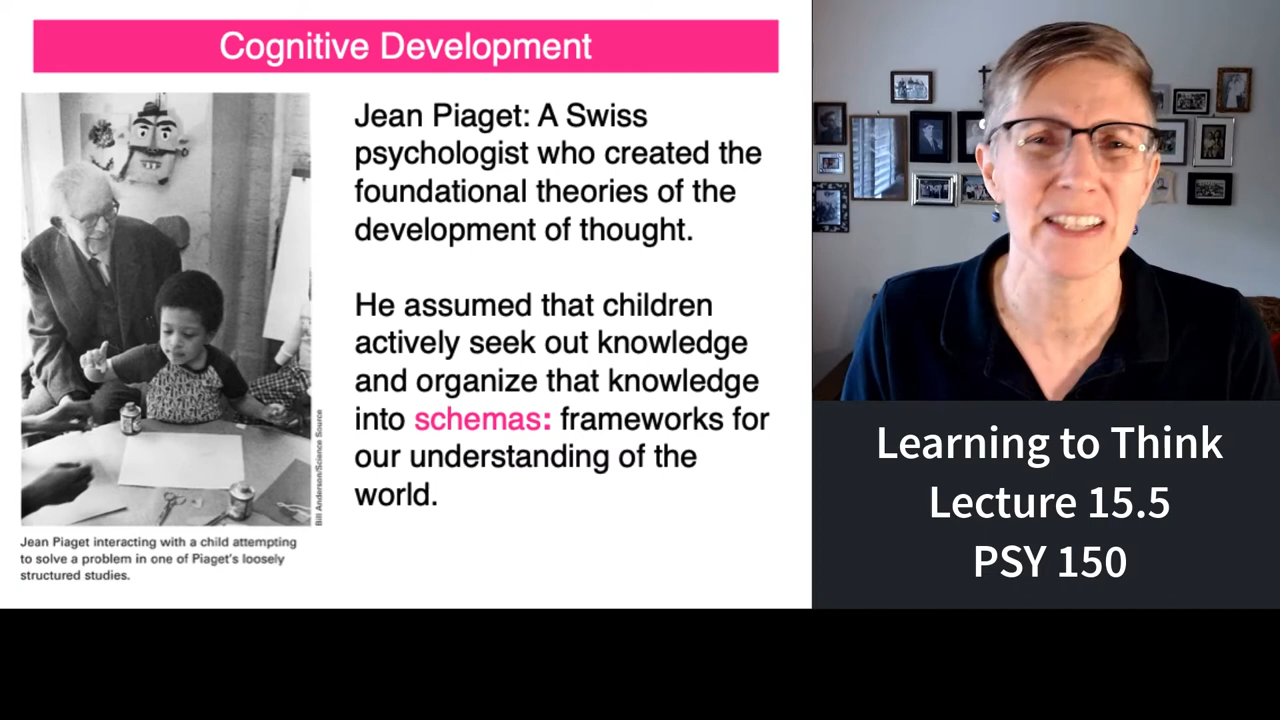 Cognitive Development
Jean Piaget: A Swiss
psychologist who created the
foundational theories of the
development of thought.
He assumed that children
actively seek out knowledge
and organize that knowledge
into schemas: frameworks for
our understanding of the
world.
Bill Anderson/Science Source
Jean Piaget interacting with a child attempting
to solve a problem in one of Piaget's loosely
structured studies.
Learning to Think
Lecture 15.5
PSY 150